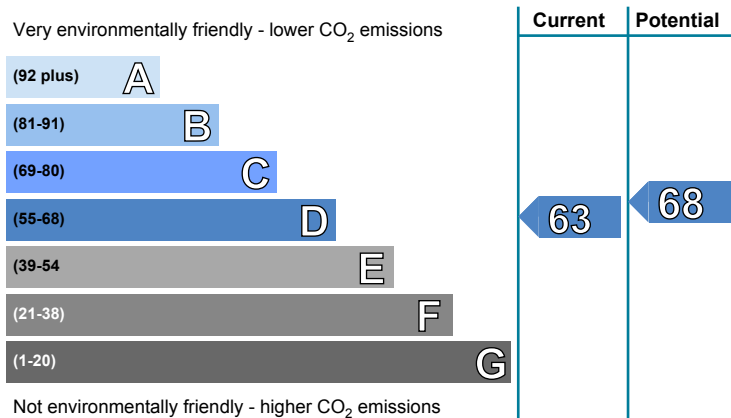 Very environmentally friendly - lower CO2 emissions
Current
Potential
(92 plus) A
(81-91) B
(69-80) C
(55-68) D
63
68
(39-54 E
(21-38) F
(1-20) G
Not environmentally friendly - higher CO2 emissions